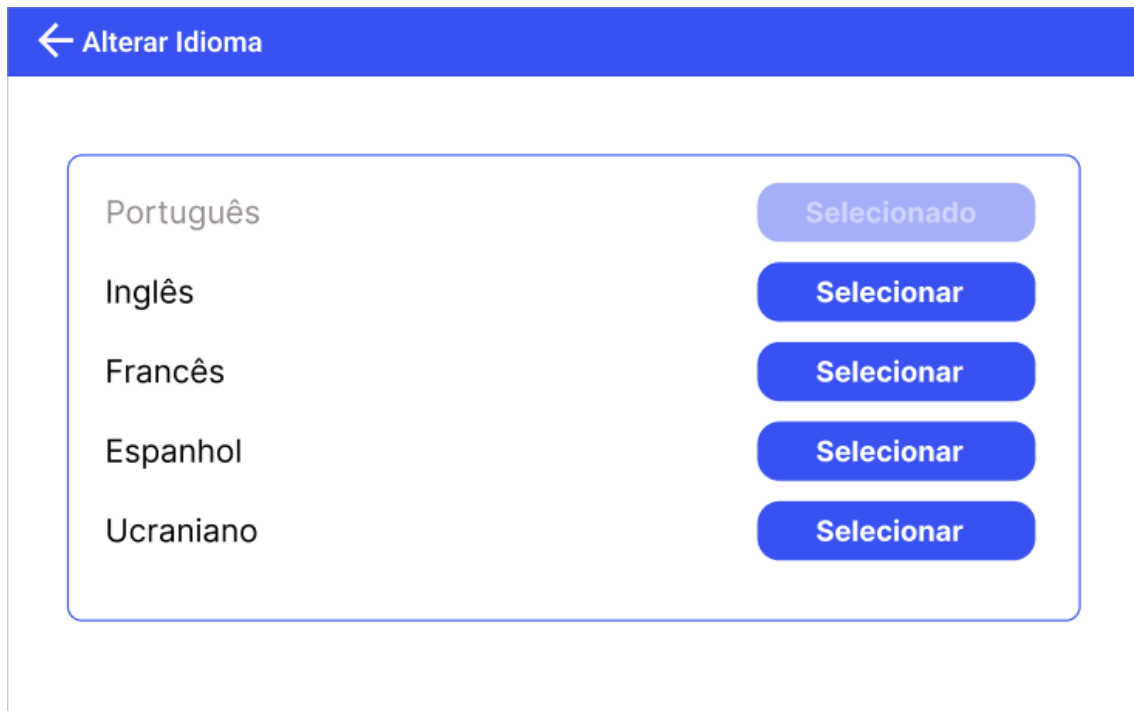 Alterar Idioma
Português Selecionado
Inglês Selecionar
Francês Selecionar
Espanhol Selecionar
Ucraniano Selecionar